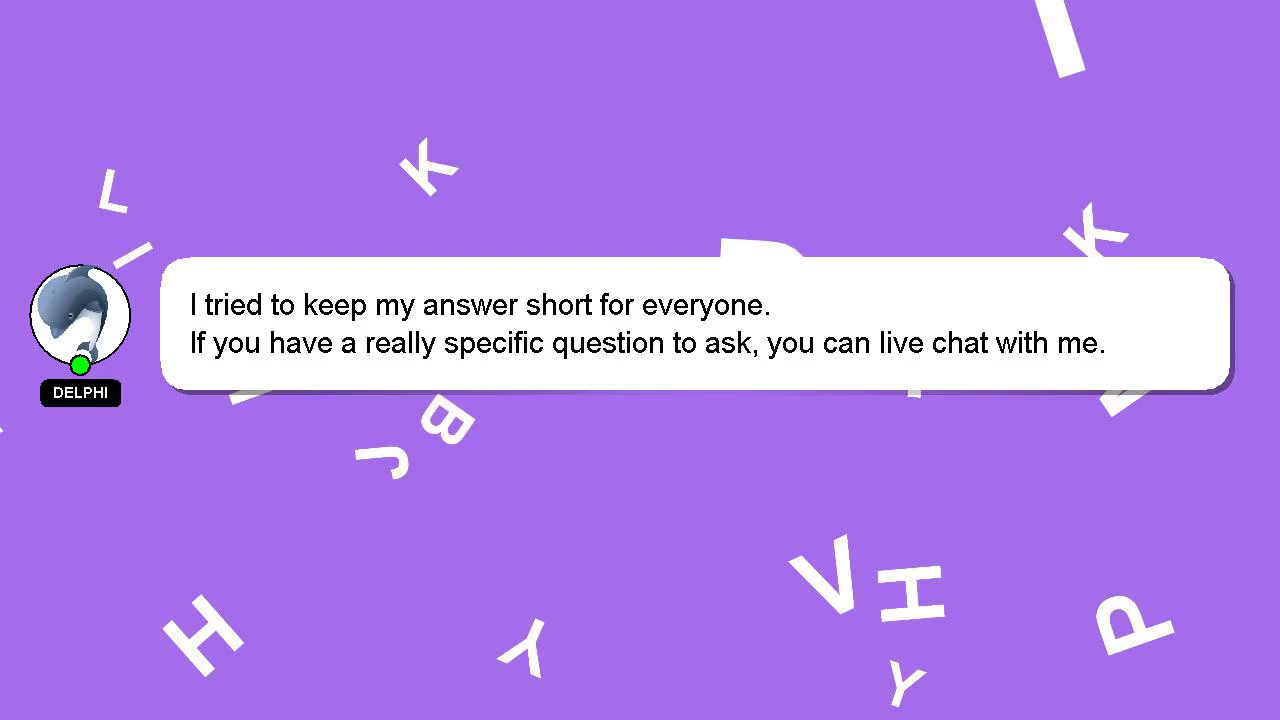 I
K
L
K
I tried to keep my answer short for everyone.
If you have a really specific question to ask, you can live chat with me.
DELPHI
B
J
V
H
P
H
Y
Y